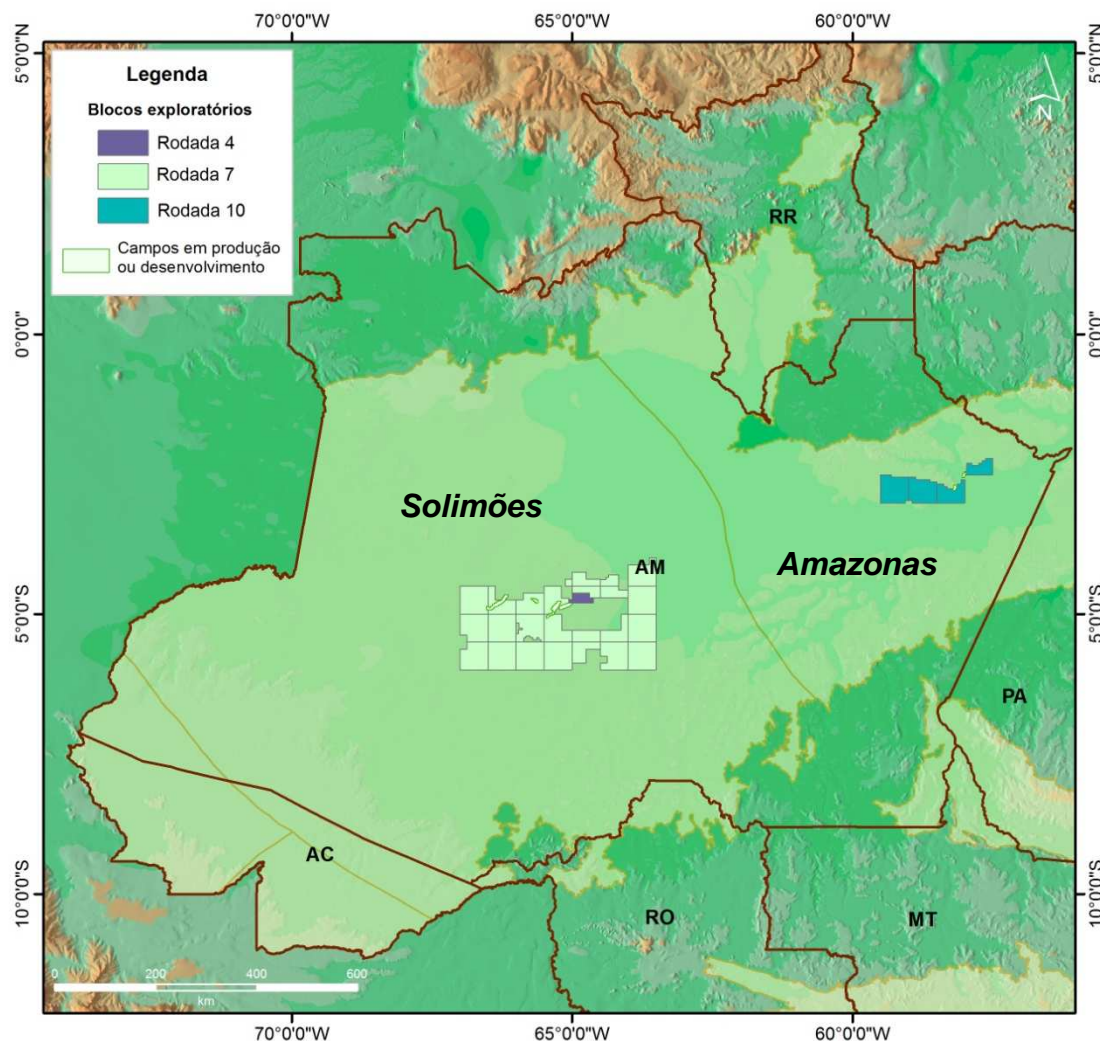 70°0'0"W 65°0'0"W 60°0'0"W
5°0'0"N 5°0'0"N
Legenda
Blocos exploratórios
Rodada 4
Rodada 7
Rodada 10
Campos em produção
ou desenvolvimento
N
RR
0°0'0" 0°0'0"
Solimões
Amazonas
AM
5°0'0"S 5°0'0"S
PA
AC
10°0'0"S 10°0'0"S
RO
MT
0 200 400 600
km
70°0'0"W 65°0'0"W 60°0'0"W